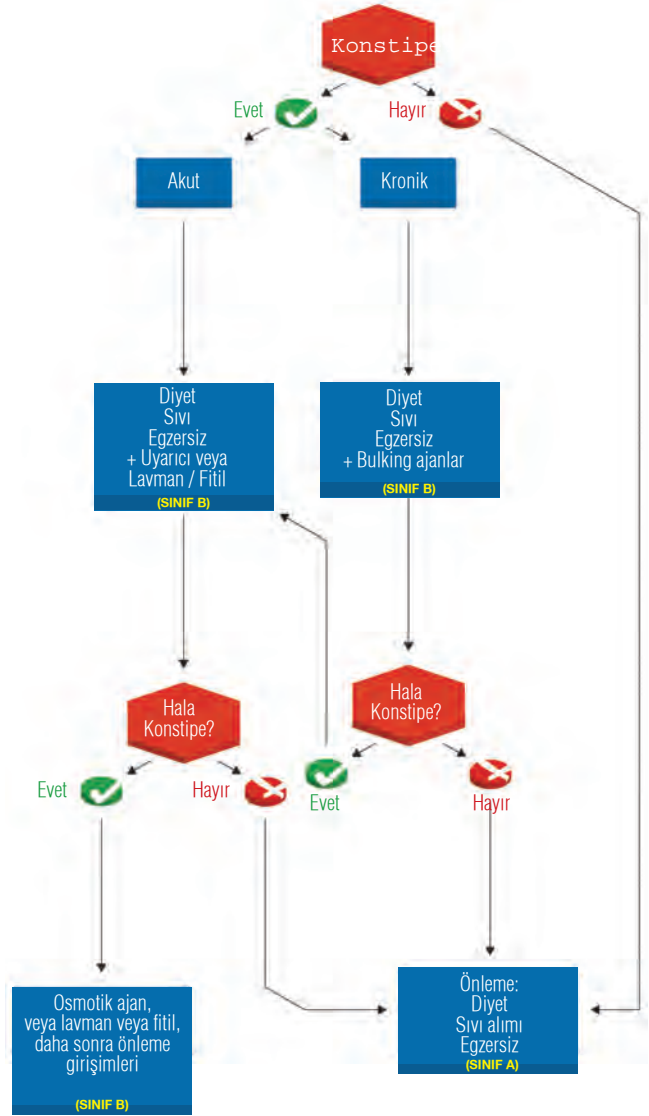 Konstipe
Evet
Hayır
Akut
Kronik
Diyet
Sıvı
Egzersiz
+ Uyarıcı veya
Lavman / Fitil
(SINIF B)
Diyet
Sıvı
Egzersiz
+ Bulking ajanlar
(SINIF B)
Hala
Konstipe?
Hala
Konstipe?
Evet
Hayır
Evet
Hayır
Osmotik ajan,
veya lavman veya fitil,
daha sonra önleme
girişimleri
(SINIF B)
Önleme:
Diyet
Sıvı alımı
Egzersiz
(SINIF A)